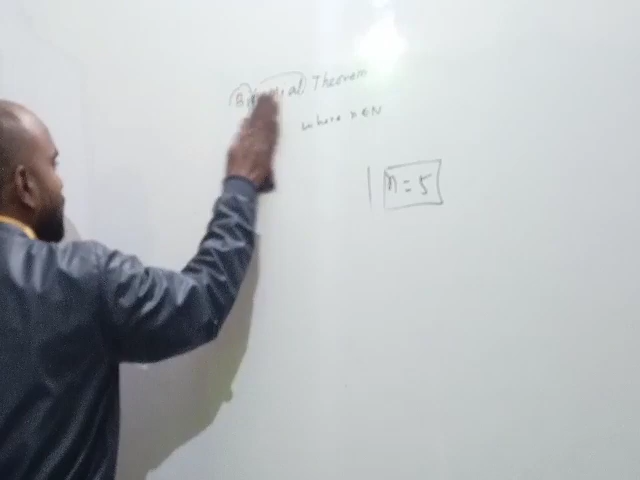 Binomial Theorem
where n ∈ N
n = 5